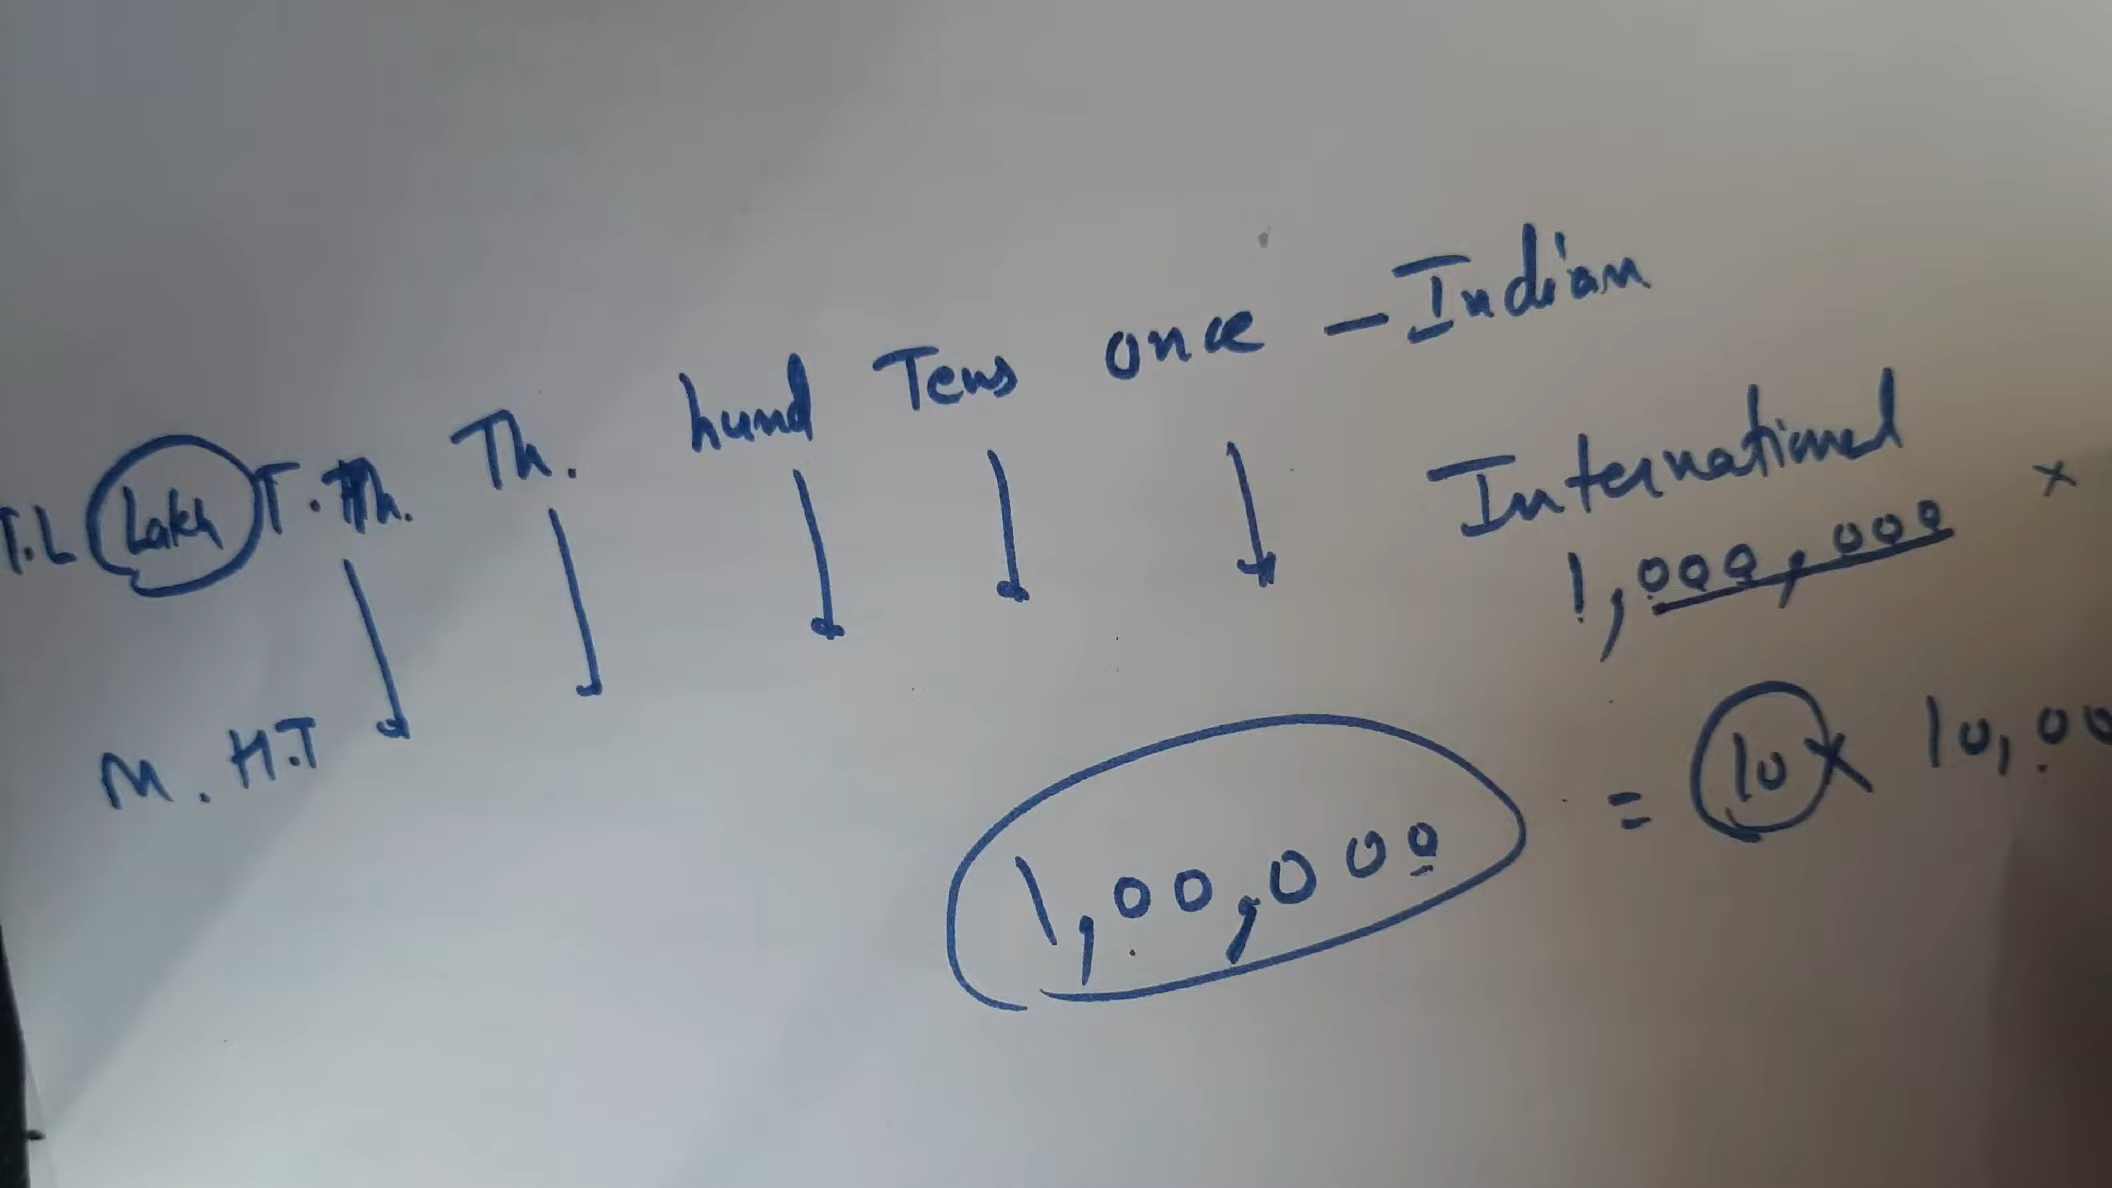 T.L Lakh T.Th. Th. hund Tens once - Indian
International
1,000,000 x
M. H.T
1,00,000 = 10 x 10,00